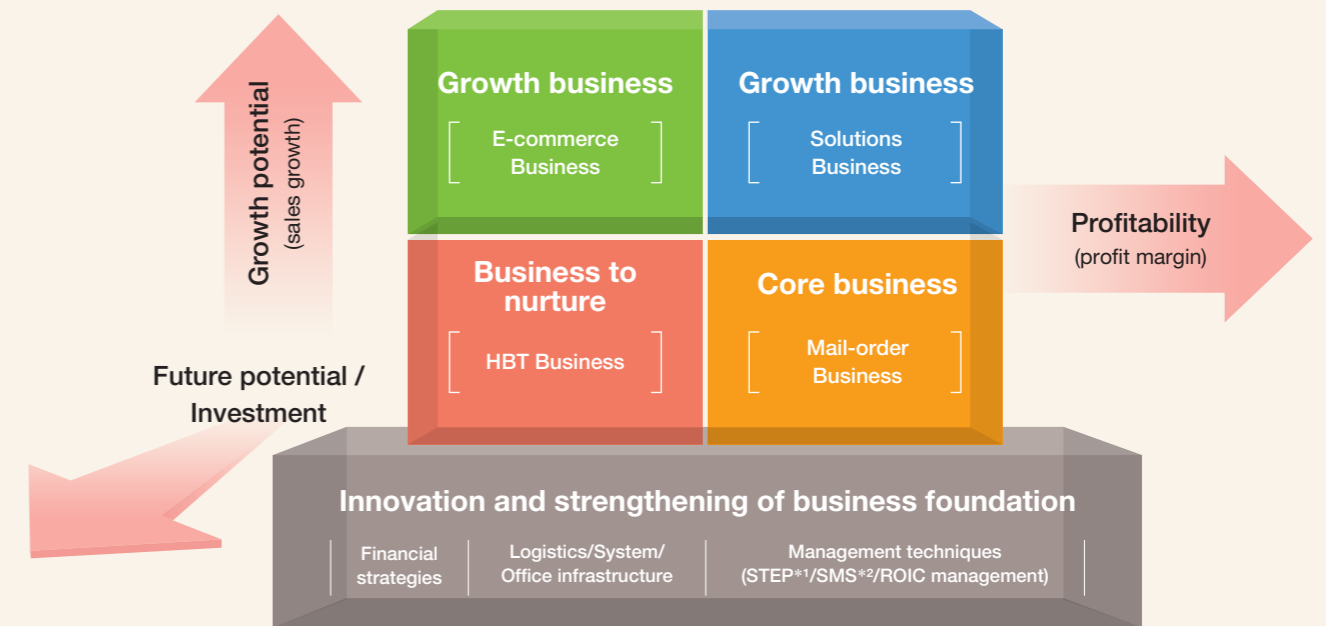 Growth potential
(sales growth)
Growth business
E-commerce
Business
Growth business
Solutions
Business
Profitability
(profit margin)
Business to
nurture
HBT Business
Core business
Mail-order
Business
Future potential /
Investment
Innovation and strengthening of business foundation
Financial
strategies
Logistics/System/
Office infrastructure
Management techniques
(STEP*1/SMS*2/ROIC management)